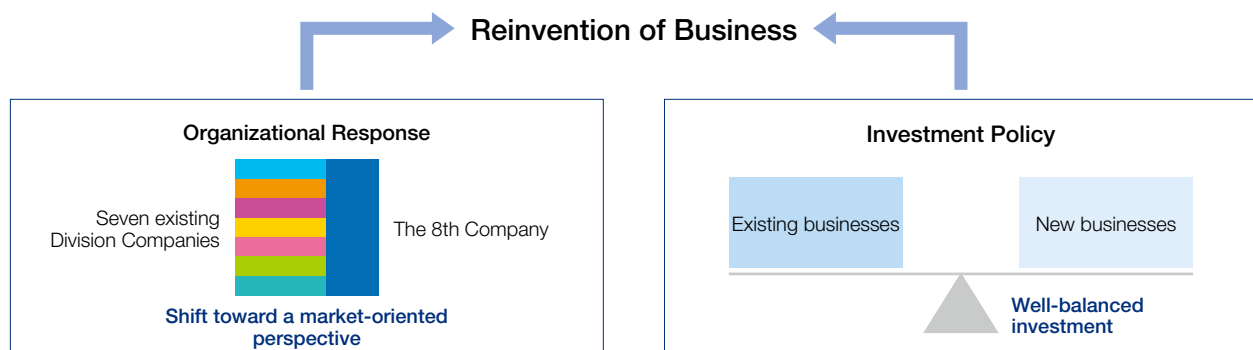 Reinvention of Business
Organizational Response
Seven existing
Division Companies
The 8th Company
Shift toward a market-oriented
perspective
Investment Policy
Existing businesses
New businesses
Well-balanced
investment